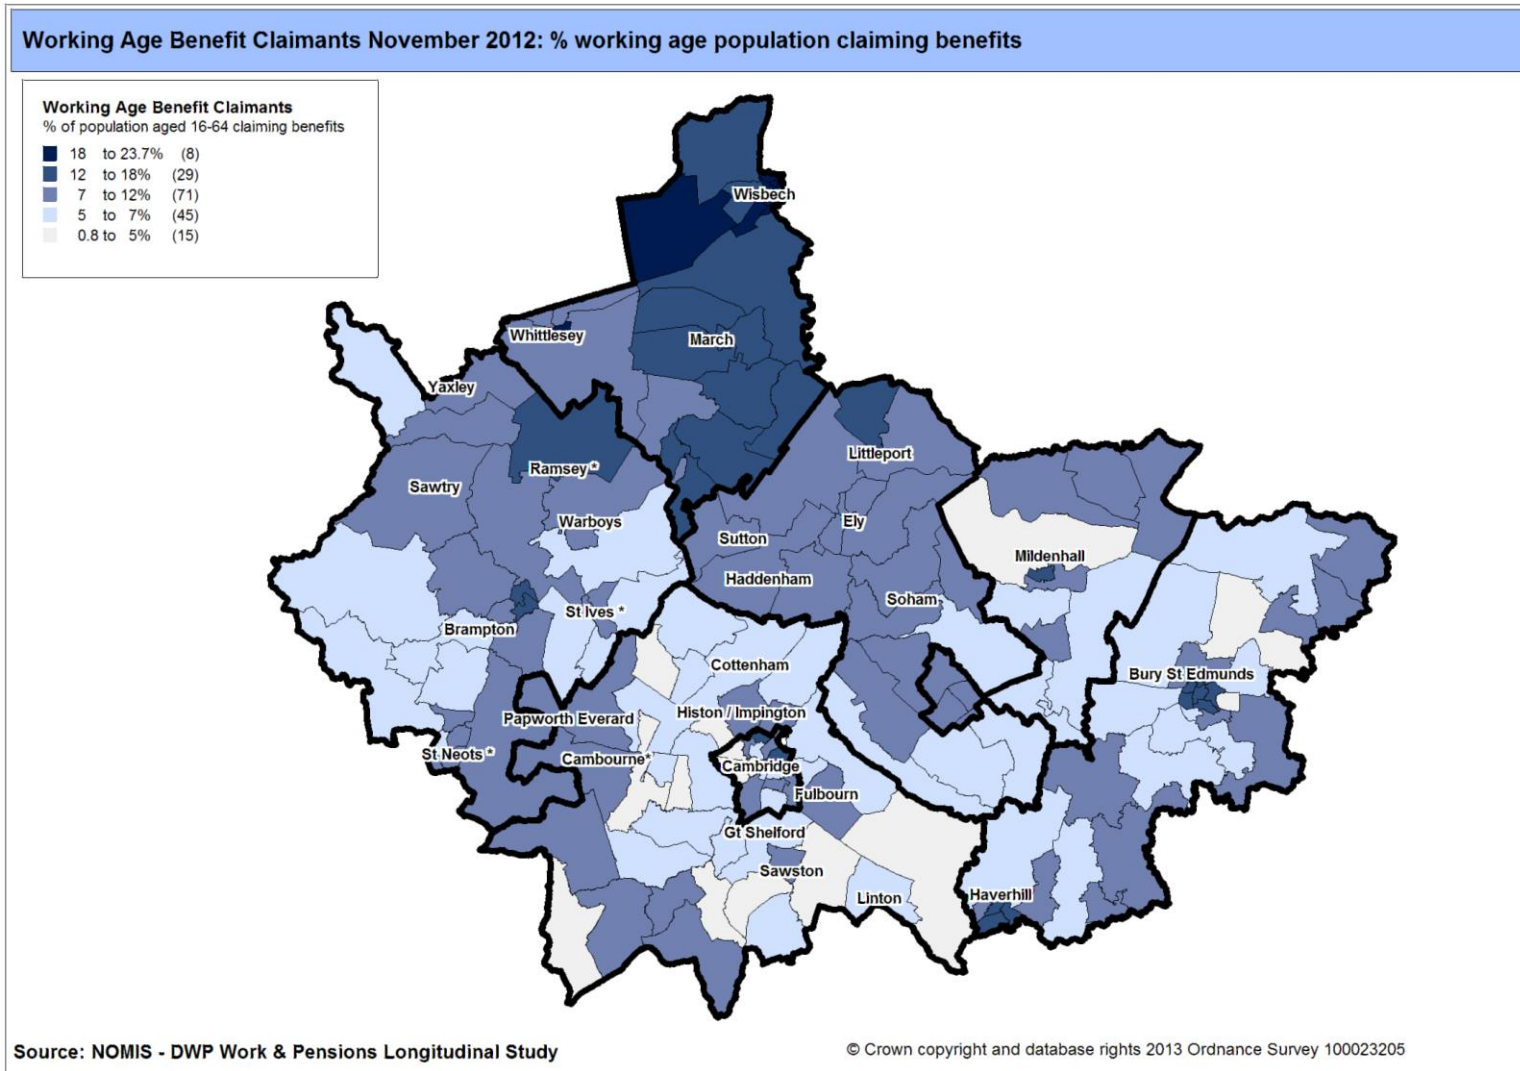 Working Age Benefit Claimants November 2012: % working age population claiming benefits
Working Age Benefit Claimants
% of population aged 16-64 claiming benefits
18 to 23.7% (8)
12 to 18% (29)
7 to 12% (71)
5 to 7% (45)
0.8 to 5% (15)
Wisbech
Whittlesey
March
Yaxley
Littleport
Ramsey *
Sawtry
Warboys
Ely
Sutton
Mildenhall
Haddenham
Soham
St Ives *
Brampton
Cottenham
Bury St Edmunds
Papworth Everard
Histon / Impington
St Neots *
Cambourne*
Cambridge
Fulbourn
Gt Shelford
Sawston
Linton
Haverhill
Source: NOMIS - DWP Work & Pensions Longitudinal Study
© Crown copyright and database rights 2013 Ordnance Survey 100023205